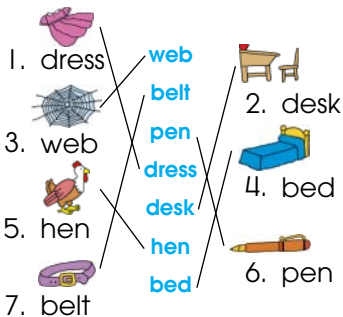 1. dress
web
belt
2. desk
3. web
pen
dress
4. bed
5. hen
desk
hen
6. pen
7. belt
bed